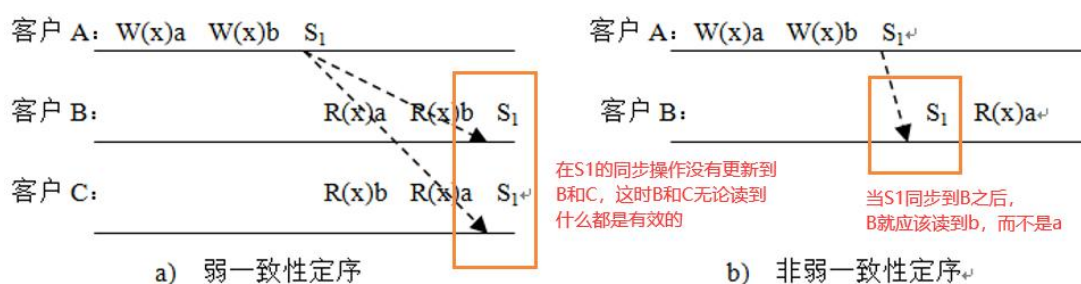 客户 A：W(x)a W(x)b S₁
客户 B： R(x)a R(x)b S₁
客户 C： R(x)b R(x)a S₁
在S1的同步操作没有更新到
B和C，这时B和C无论读到
什么都是有效的
a) 弱一致性定序
客户 A：W(x)a W(x)b S₁↵
客户 B： S₁ R(x)a↵
当S1同步到B之后，
B就应该读到b，而不是a
b) 非弱一致性定序↵